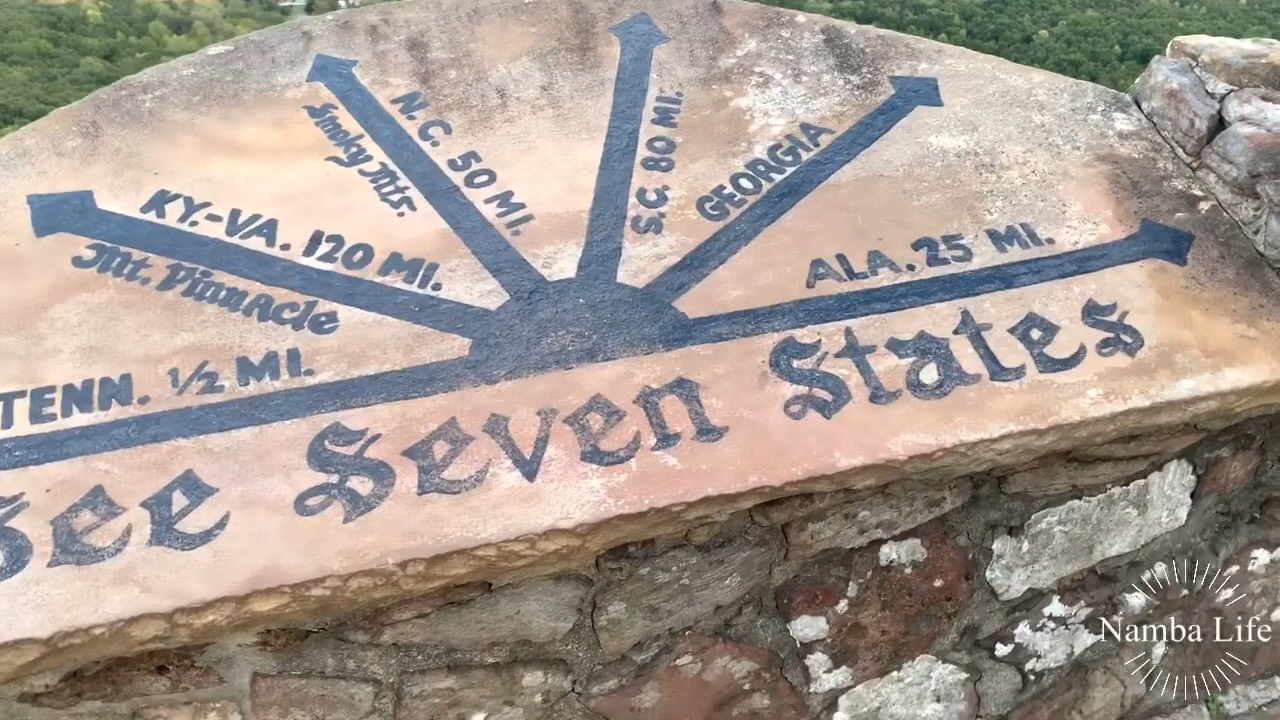 TENN. ½ MI.
KY.-VA. 120 MI.
Mt. Pinnacle
N.C. 50 MI.
Smoky Mts.
S.C. 80 MI.
GEORGIA
ALA. 25 MI.
See Seven States
Namba Life